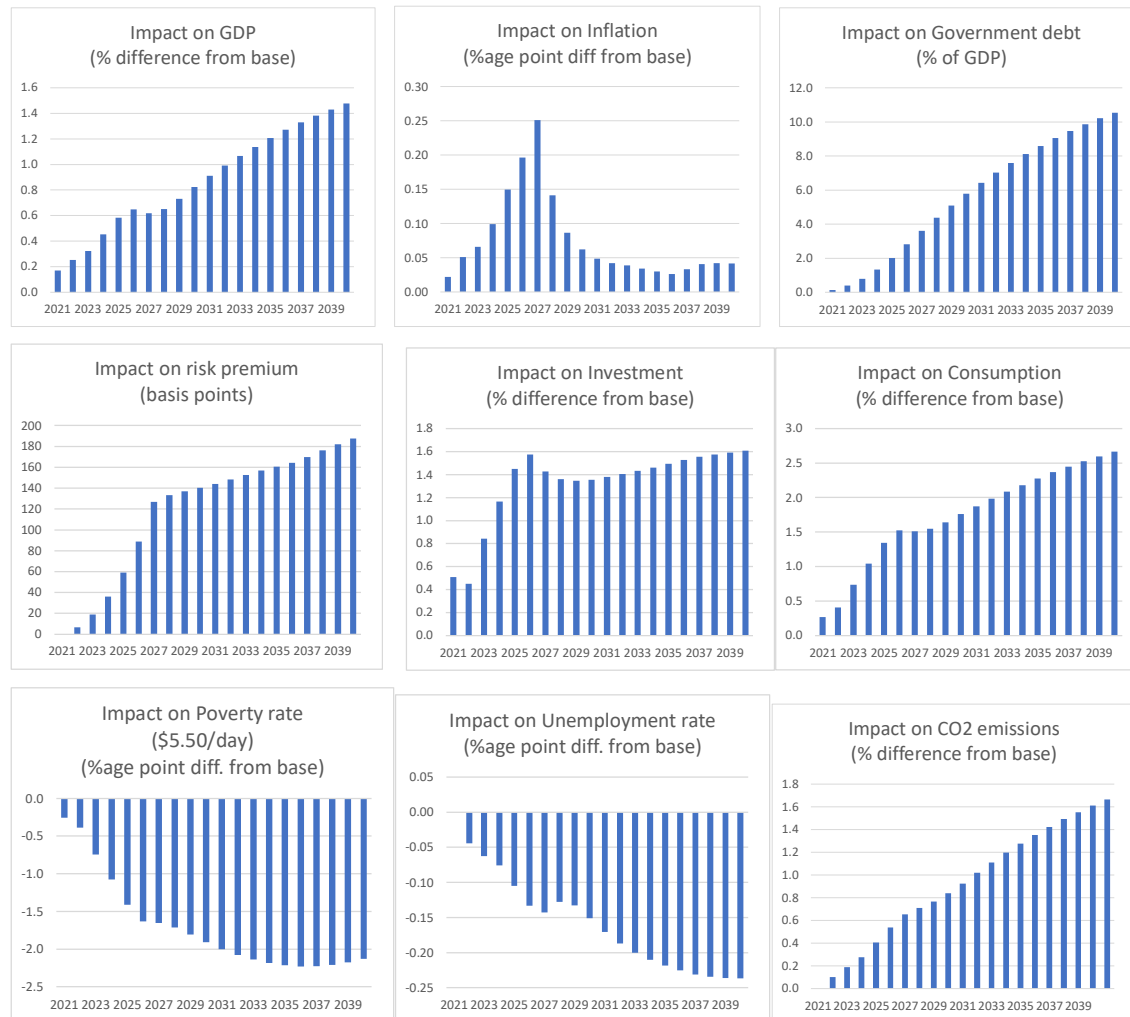 Impact on GDP
(% difference from base)
1.6
1.4
1.2
1.0
0.8
0.6
0.4
0.2
0.0
2021 2023 2025 2027 2029 2031 2033 2035 2037 2039
Impact on Inflation
(%age point diff from base)
0.30
0.25
0.20
0.15
0.10
0.05
0.00
2021 2023 2025 2027 2029 2031 2033 2035 2037 2039
Impact on Government debt
(% of GDP)
12.0
10.0
8.0
6.0
4.0
2.0
0.0
2021 2023 2025 2027 2029 2031 2033 2035 2037 2039
Impact on risk premium
(basis points)
200
180
160
140
120
100
80
60
40
20
0
2021 2023 2025 2027 2029 2031 2033 2035 2037 2039
Impact on Investment
(% difference from base)
1.8
1.6
1.4
1.2
1.0
0.8
0.6
0.4
0.2
0.0
2021 2023 2025 2027 2029 2031 2033 2035 2037 2039
Impact on Consumption
(% difference from base)
3.0
2.5
2.0
1.5
1.0
0.5
0.0
2021 2023 2025 2027 2029 2031 2033 2035 2037 2039
Impact on Poverty rate
($5.50/day)
(%age point diff. from base)
0.0
-0.5
-1.0
-1.5
-2.0
-2.5
2021 2023 2025 2027 2029 2031 2033 2035 2037 2039
Impact on Unemployment rate
(%age point diff. from base)
0.05
0.00
-0.05
-0.10
-0.15
-0.20
-0.25
2021 2023 2025 2027 2029 2031 2033 2035 2037 2039
Impact on CO2 emissions
(% difference from base)
1.8
1.6
1.4
1.2
1.0
0.8
0.6
0.4
0.2
0.0
2021 2023 2025 2027 2029 2031 2033 2035 2037 2039